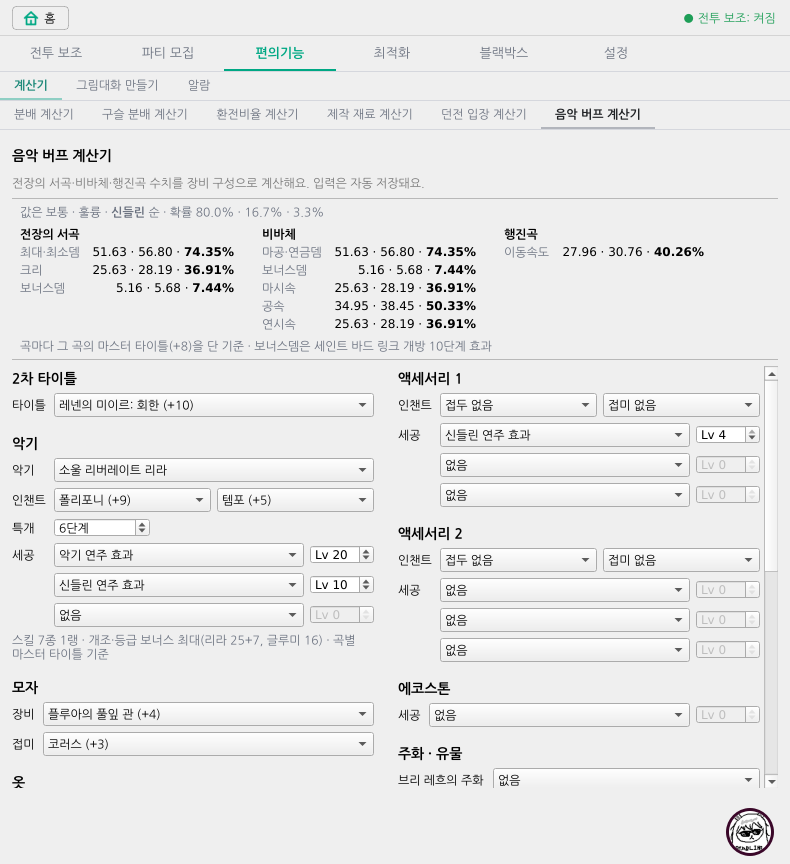 홈
전투 보조: 켜짐
전투 보조 파티 모집 편의기능 최적화 블랙박스 설정
계산기 그림대화 만들기 알람
분배 계산기 구슬 분배 계산기 환전비율 계산기 제작 재료 계산기 던전 입장 계산기 음악 버프 계산기
음악 버프 계산기
전장의 서곡·비바체·행진곡 수치를 장비 구성으로 계산해요. 입력은 자동 저장돼요.
값은 보통 · 훌륭 · 신들린 순 · 확률 80.0% · 16.7% · 3.3%
전장의 서곡
최대·최소뎀 51.63 · 56.80 · 74.35%
크리 25.63 · 28.19 · 36.91%
보너스뎀 5.16 · 5.68 · 7.44%
비바체
마공·연금뎀 51.63 · 56.80 · 74.35%
보너스뎀 5.16 · 5.68 · 7.44%
마시속 25.63 · 28.19 · 36.91%
공속 34.95 · 38.45 · 50.33%
연시속 25.63 · 28.19 · 36.91%
행진곡
이동속도 27.96 · 30.76 · 40.26%
곡마다 그 곡의 마스터 타이틀(+8)을 단 기준 · 보너스뎀은 세인트 바드 링크 개방 10단계 효과
2차 타이틀
타이틀 레넨의 미이르: 회한 (+10)
악기
악기 소울 리버레이트 리라
인챈트 폴리포니 (+9) 템포 (+5)
특개 6단계
세공 악기 연주 효과 Lv 20
신들린 연주 효과 Lv 10
없음 Lv 0
스킬 7종 1랭 · 개조·등급 보너스 최대(리라 25+7, 글루미 16) · 곡별
마스터 타이틀 기준
모자
장비 플루아의 풀잎 관 (+4)
접미 코러스 (+3)
옷
액세서리 1
인챈트 접두 없음 접미 없음
세공 신들린 연주 효과 Lv 4
없음 Lv 0
없음 Lv 0
액세서리 2
인챈트 접두 없음 접미 없음
세공 없음 Lv 0
없음 Lv 0
없음 Lv 0
에코스톤
세공 없음 Lv 0
주화 · 유물
브리 레흐의 주화 없음